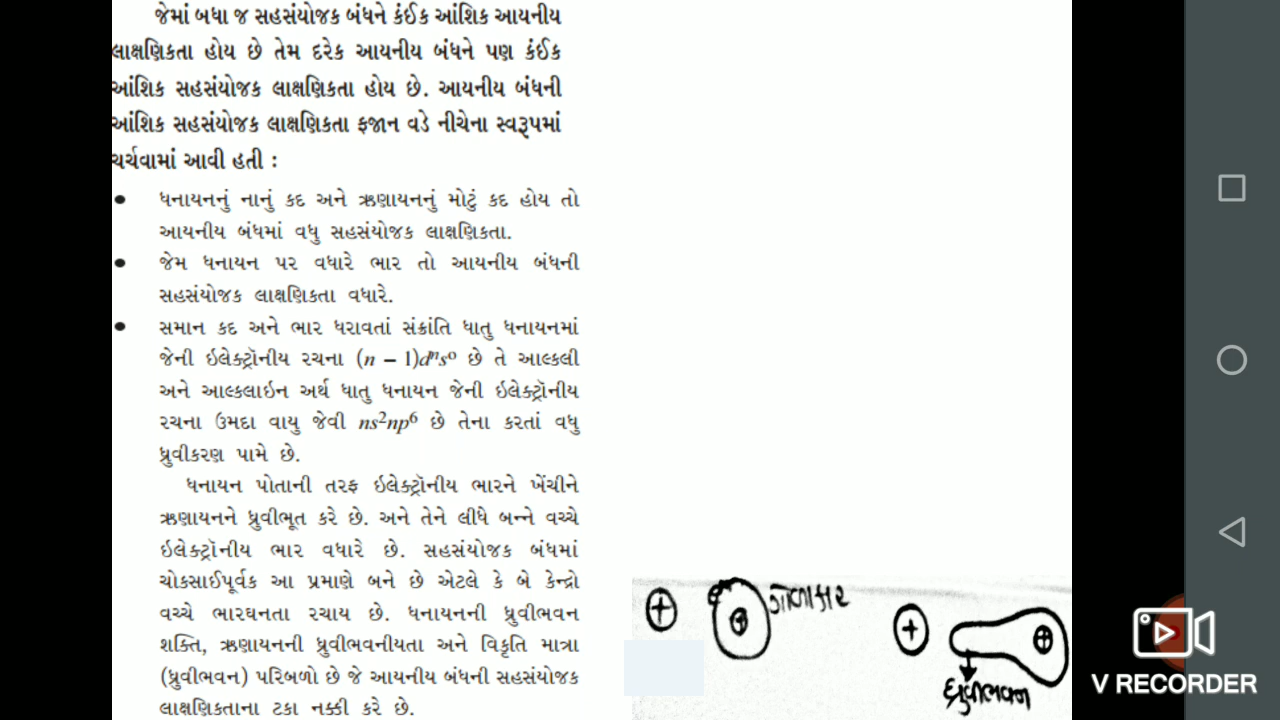 જેમાં બધા જ સહસંયોજક બંધને કંઈક આંશિક આયનીય
લાક્ષણિકતા હોય છે તેમ દરેક આયનીય બંધને પણ કંઈક
આંશિક સહસંયોજક લાક્ષણિકતા હોય છે. આયનીય બંધની
આંશિક સહસંયોજક લાક્ષણિકતા ફજાન વડે નીચેના સ્વરૂપમાં
ચર્ચવામાં આવી હતી :
● ધનાયનનું નાનું કદ અને ઋણાયનનું મોટું કદ હોય તો
આયનીય બંધમાં વધુ સહસંયોજક લાક્ષણિકતા.
● જેમ ધનાયન પર વધારે ભાર તો આયનીય બંધની
સહસંયોજક લાક્ષણિકતા વધારે.
● સમાન કદ અને ભાર ધરાવતાં સંક્રાંતિ ધાતુ ધનાયનમાં
જેની ઇલેક્ટ્રૉનીય રચના (n – 1)dⁿs⁰ છે તે આલ્કલી
અને આલ્કલાઇન અર્થ ધાતુ ધનાયન જેની ઇલેક્ટ્રૉનીય
રચના ઉમદા વાયુ જેવી ns²np⁶ છે તેના કરતાં વધુ
ધ્રુવીકરણ પામે છે.
ધનાયન પોતાની તરફ ઇલેક્ટ્રૉનીય ભારને ખેંચીને
ઋણાયનને ધ્રુવીભૂત કરે છે. અને તેને લીધે બન્ને વચ્ચે
ઇલેક્ટ્રૉનીય ભાર વધારે છે. સહસંયોજક બંધમાં
ચોકસાઈપૂર્વક આ પ્રમાણે બને છે એટલે કે બે કેન્દ્રો
વચ્ચે ભારઘનતા રચાય છે. ધનાયનની ધ્રુવીભવન
શક્તિ, ઋણાયનની ધ્રુવીભવનીયતા અને વિકૃતિ માત્રા
(ધ્રુવીભવન) પરિબળો છે જે આયનીય બંધની સહસંયોજક
લાક્ષણિકતાના ટકા નક્કી કરે છે.
+ + ગોળાકાર + +
ધ્રુવીભવન
V RECORDER